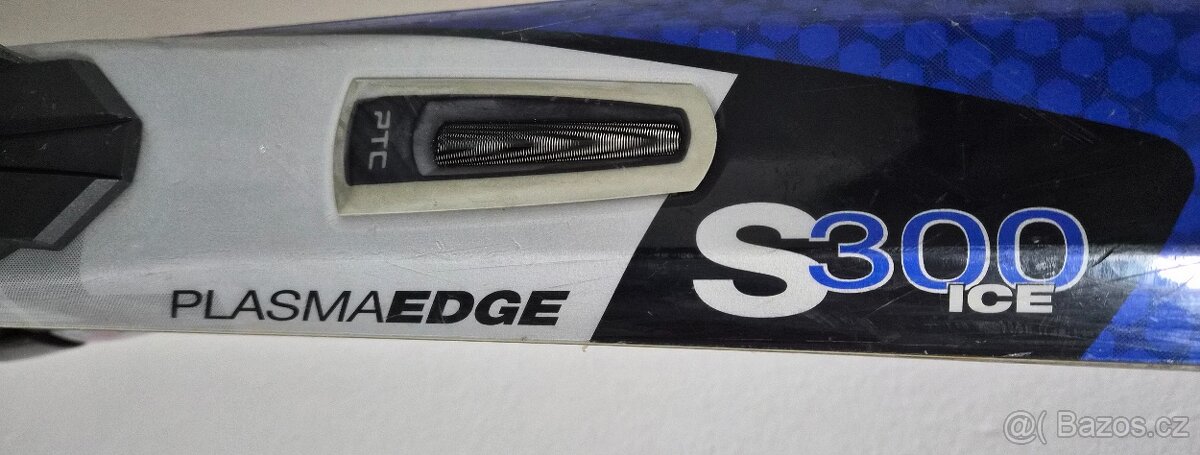 PTC
PLASMAEDGE
S300
ICE
@( Bazos.cz